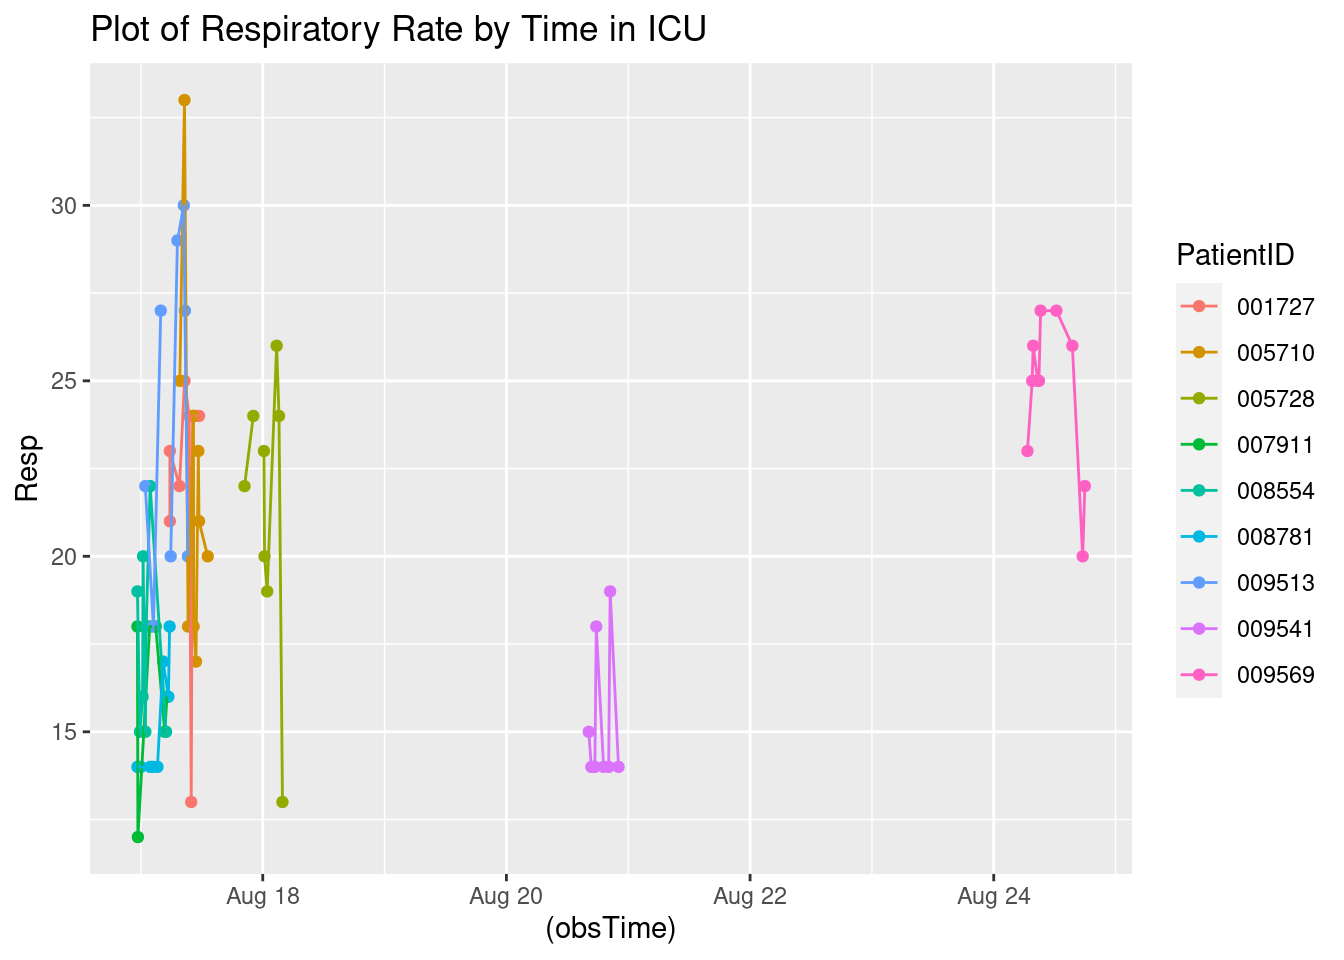 Plot of Respiratory Rate by Time in ICU
Resp
30
25
20
15
Aug 18
Aug 20
Aug 22
Aug 24
(obsTime)
PatientID
001727
005710
005728
007911
008554
008781
009513
009541
009569